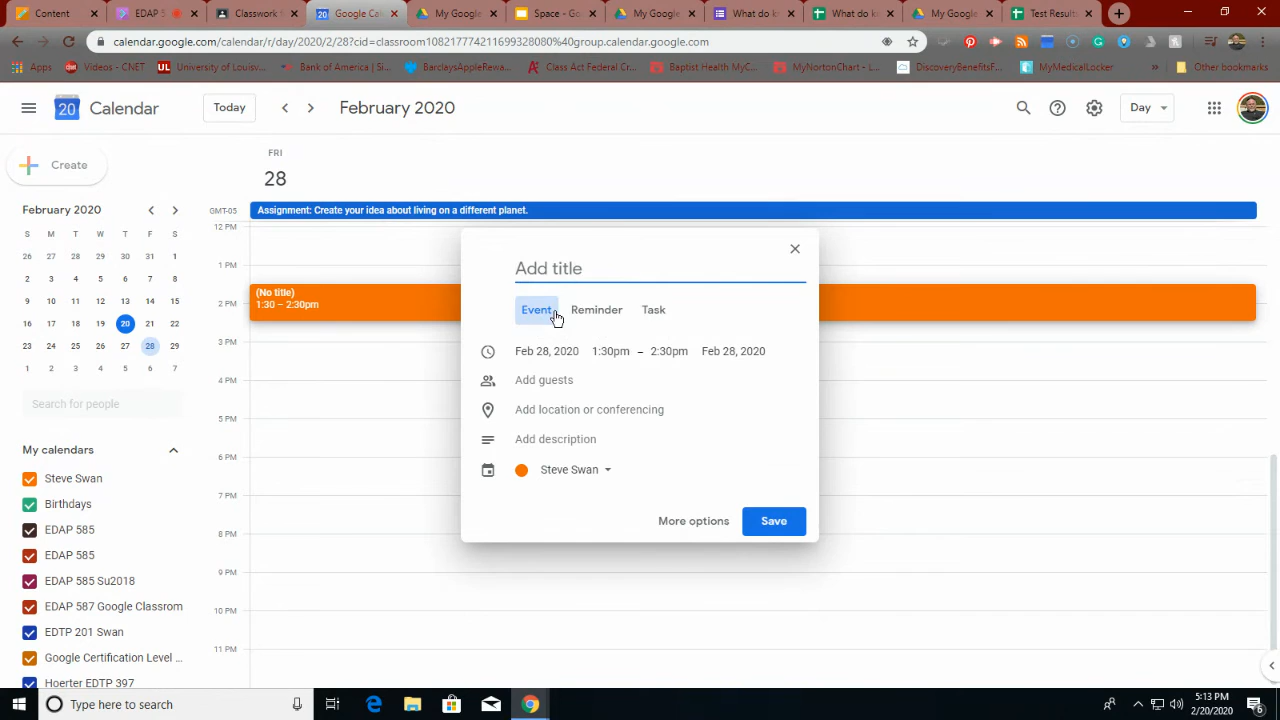 Content
EDAP 5
Classwork
Google Cal
My Google
Space - Go
My Google
What do k
What do k
My Google
Test Result
calendar.google.com/calendar/r/day/2020/2/28?cid=classroom108217774211699328080%40group.calendar.google.com
Apps
Videos - CNET
University of Louisv...
Bank of America | Si...
BarclaysAppleRewa...
Class Act Federal Cr...
Baptist Health MyC...
MyNortonChart - L...
DiscoveryBenefitsF...
MyMedicalLocker
»
Other bookmarks
20
Calendar
Today
February 2020
Day
Create
FRI
28
February 2020
S M T W T F S
26 27 28 29 30 31 1
2 3 4 5 6 7 8
9 10 11 12 13 14 15
16 17 18 19 20 21 22
23 24 25 26 27 28 29
1 2 3 4 5 6 7
Search for people
My calendars
Steve Swan
Birthdays
EDAP 585
EDAP 585
EDAP 585 Su2018
EDAP 587 Google Classrom
EDTP 201 Swan
Google Certification Level ...
Hoerter EDTP 397
GMT-05
Assignment: Create your idea about living on a different planet.
12 PM
1 PM
2 PM
3 PM
4 PM
5 PM
6 PM
7 PM
8 PM
9 PM
10 PM
11 PM
(No title)
1:30 – 2:30pm
Add title
Event Reminder Task
Feb 28, 2020 1:30pm – 2:30pm Feb 28, 2020
Add guests
Add location or conferencing
Add description
Steve Swan
More options Save
Type here to search
5:13 PM
2/20/2020
6